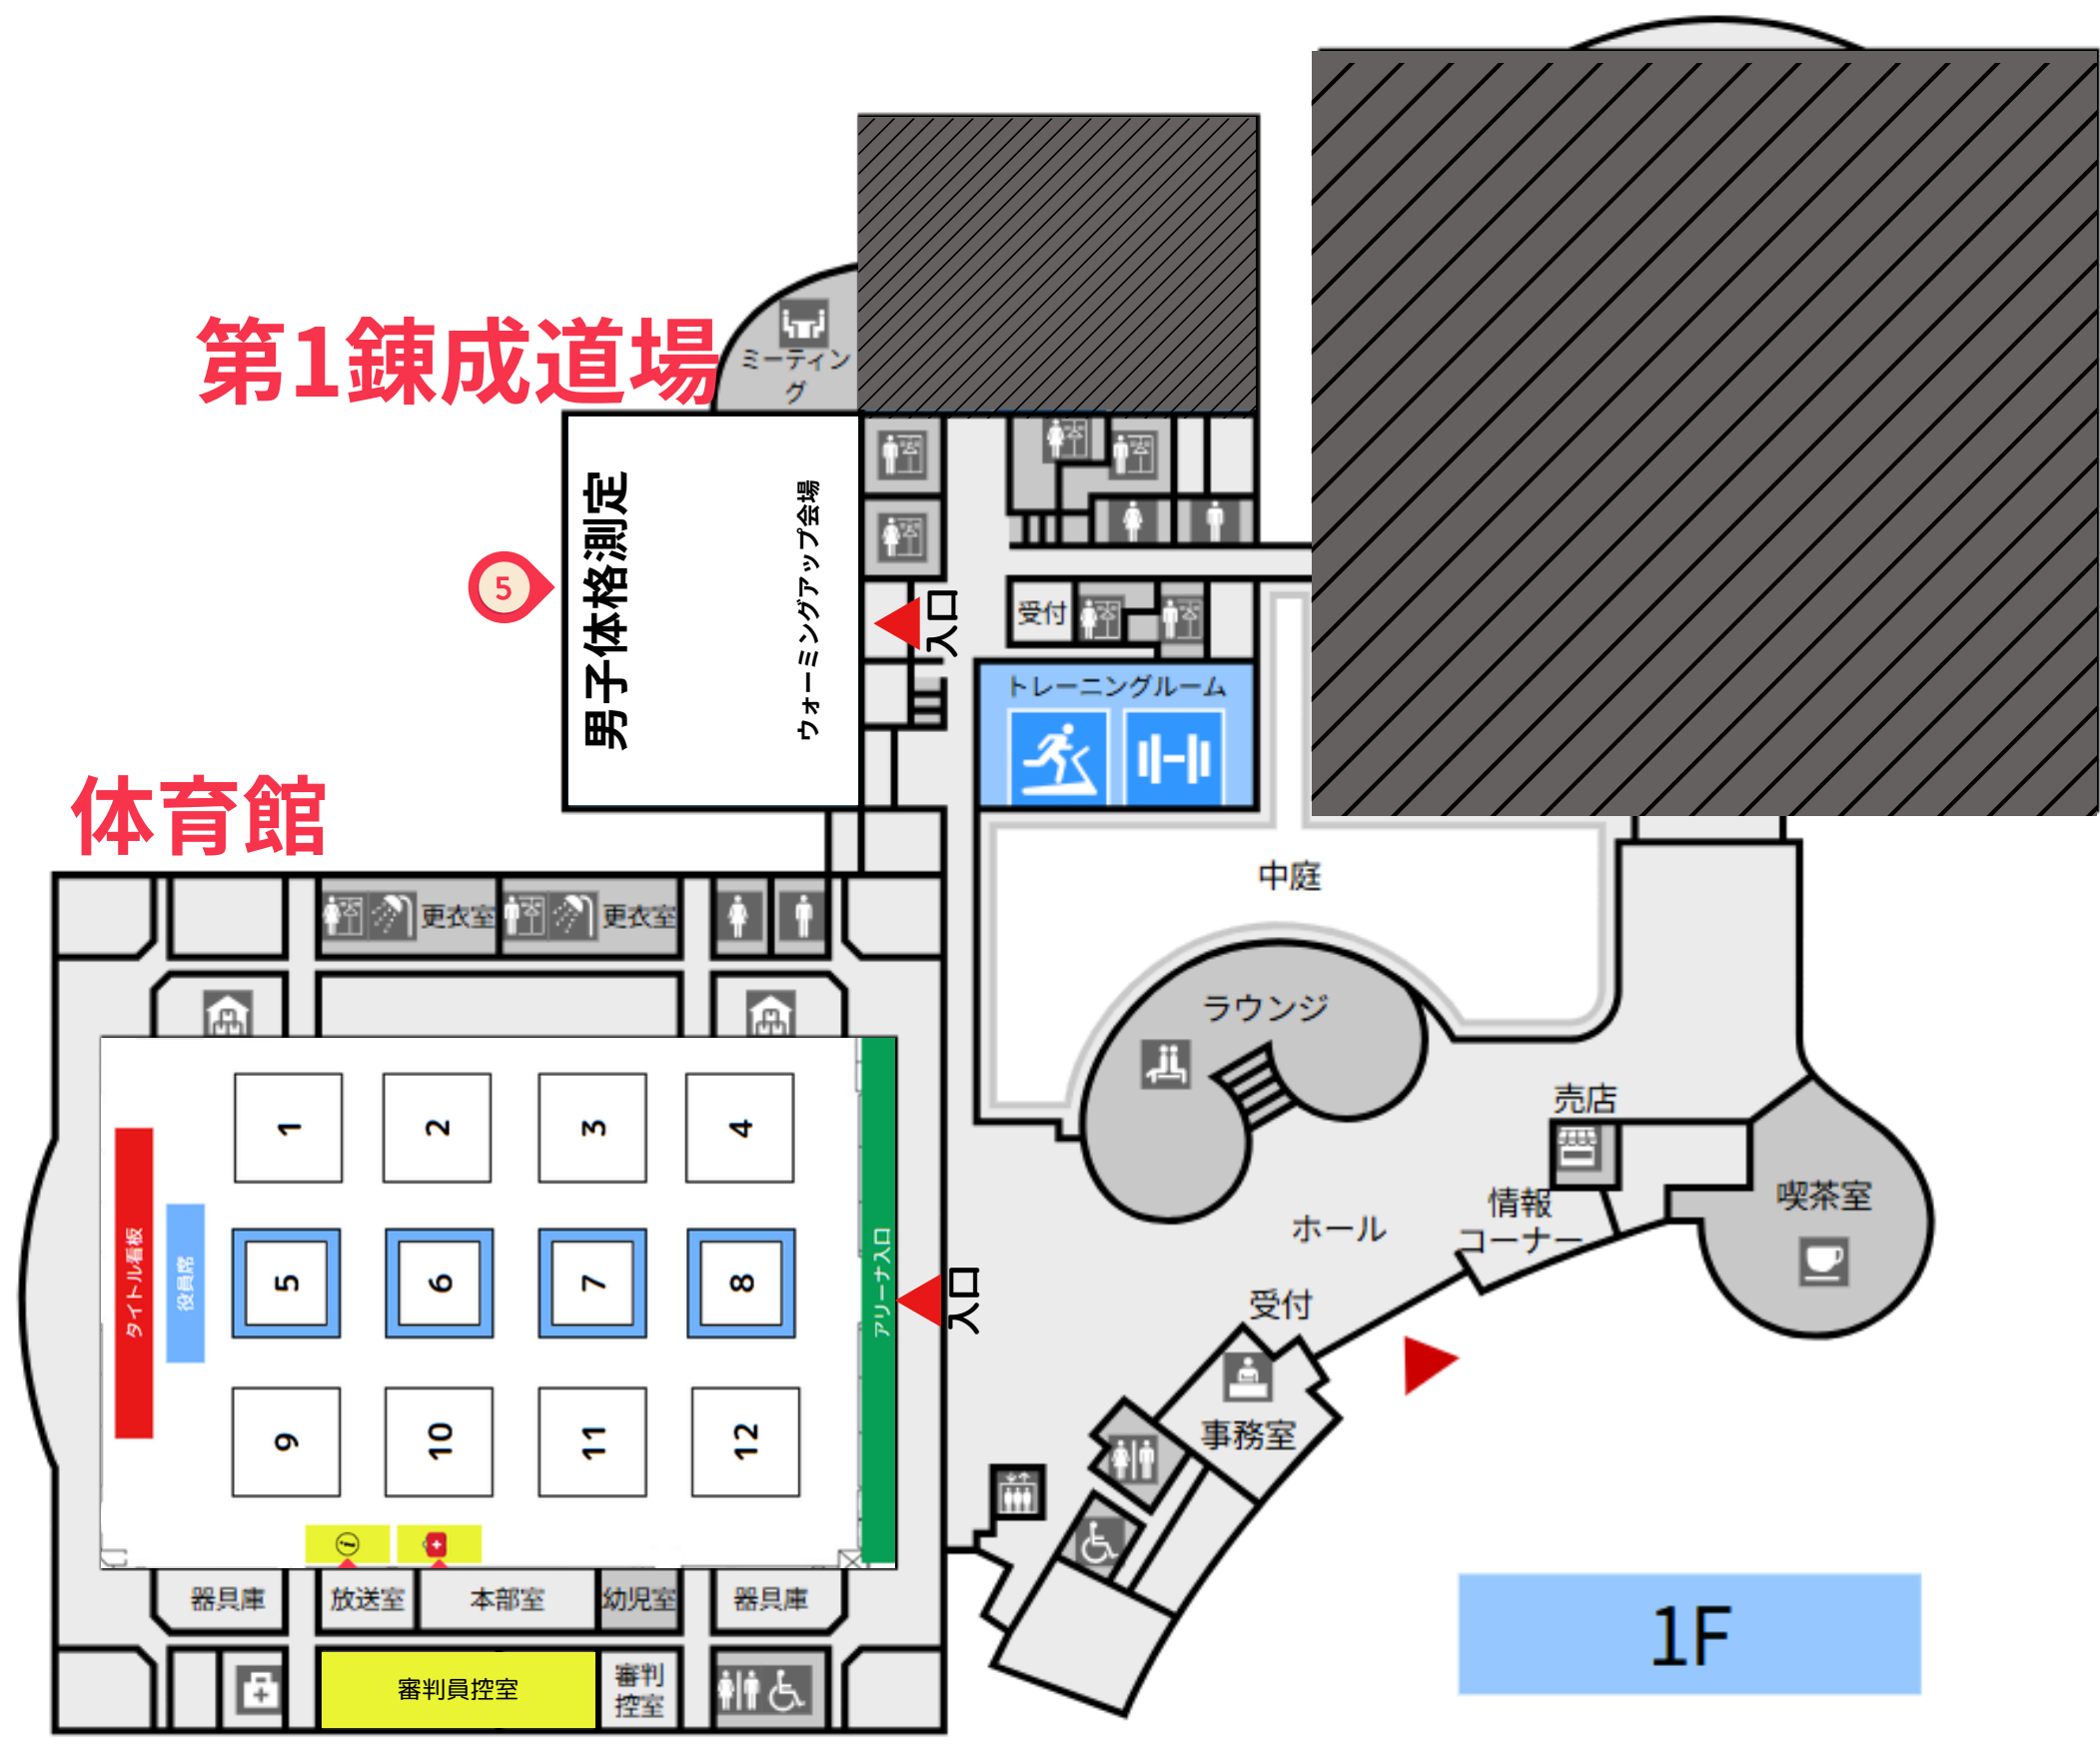 第1錬成道場
ミーティン
グ
5
男子体格測定
ウォーミングアップ会場
入口
受付
トレーニングルーム
体育館
中庭
更衣室
更衣室
ラウンジ
売店
情報
コーナー
喫茶室
ホール
受付
事務室
タイトル看板
役員席
1
2
3
4
5
6
7
8
9
10
11
12
アリーナ入口
入口
器具庫
放送室
本部室
幼児室
器具庫
審判員控室
審判
控室
1F